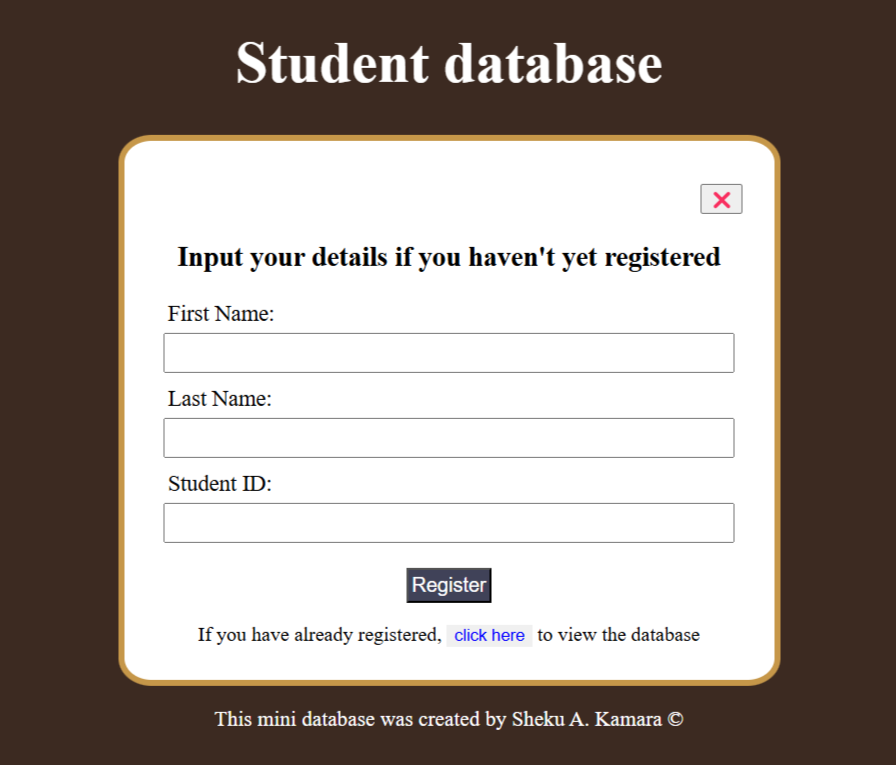 Student database
❌
Input your details if you haven't yet registered
First Name:
Last Name:
Student ID:
Register
If you have already registered, click here to view the database
This mini database was created by Sheku A. Kamara ©